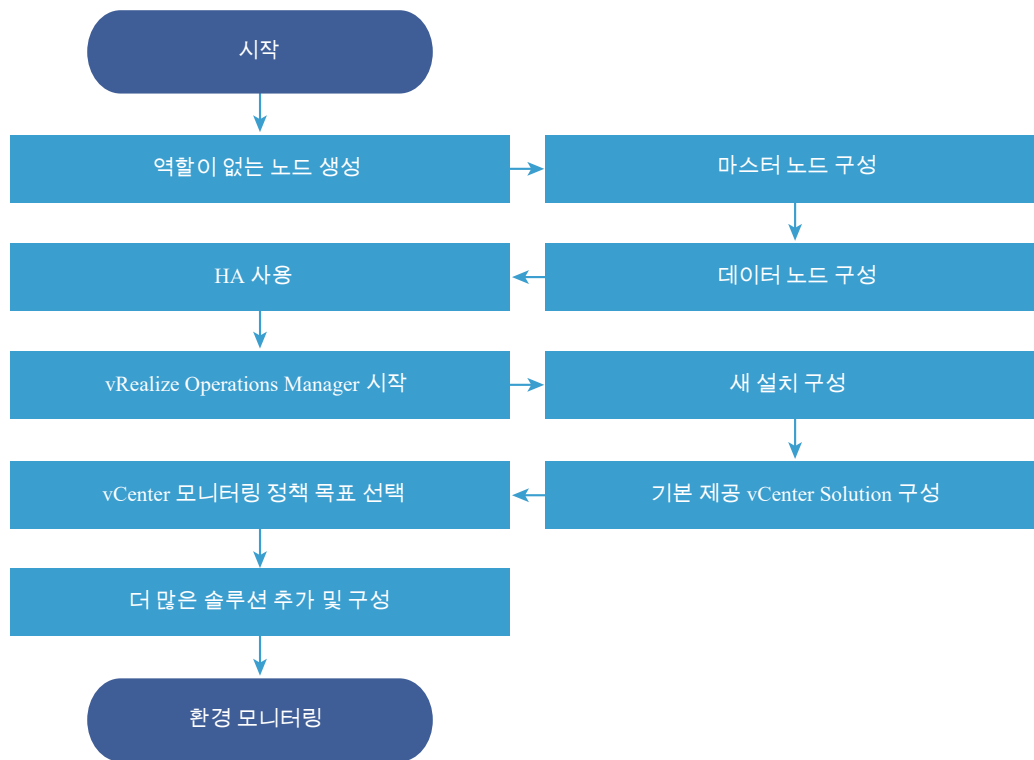 시작
역할이 없는 노드 생성
마스터 노드 구성
HA 사용
데이터 노드 구성
vRealize Operations Manager 시작
새 설치 구성
vCenter 모니터링 정책 목표 선택
기본 제공 vCenter Solution 구성
더 많은 솔루션 추가 및 구성
환경 모니터링